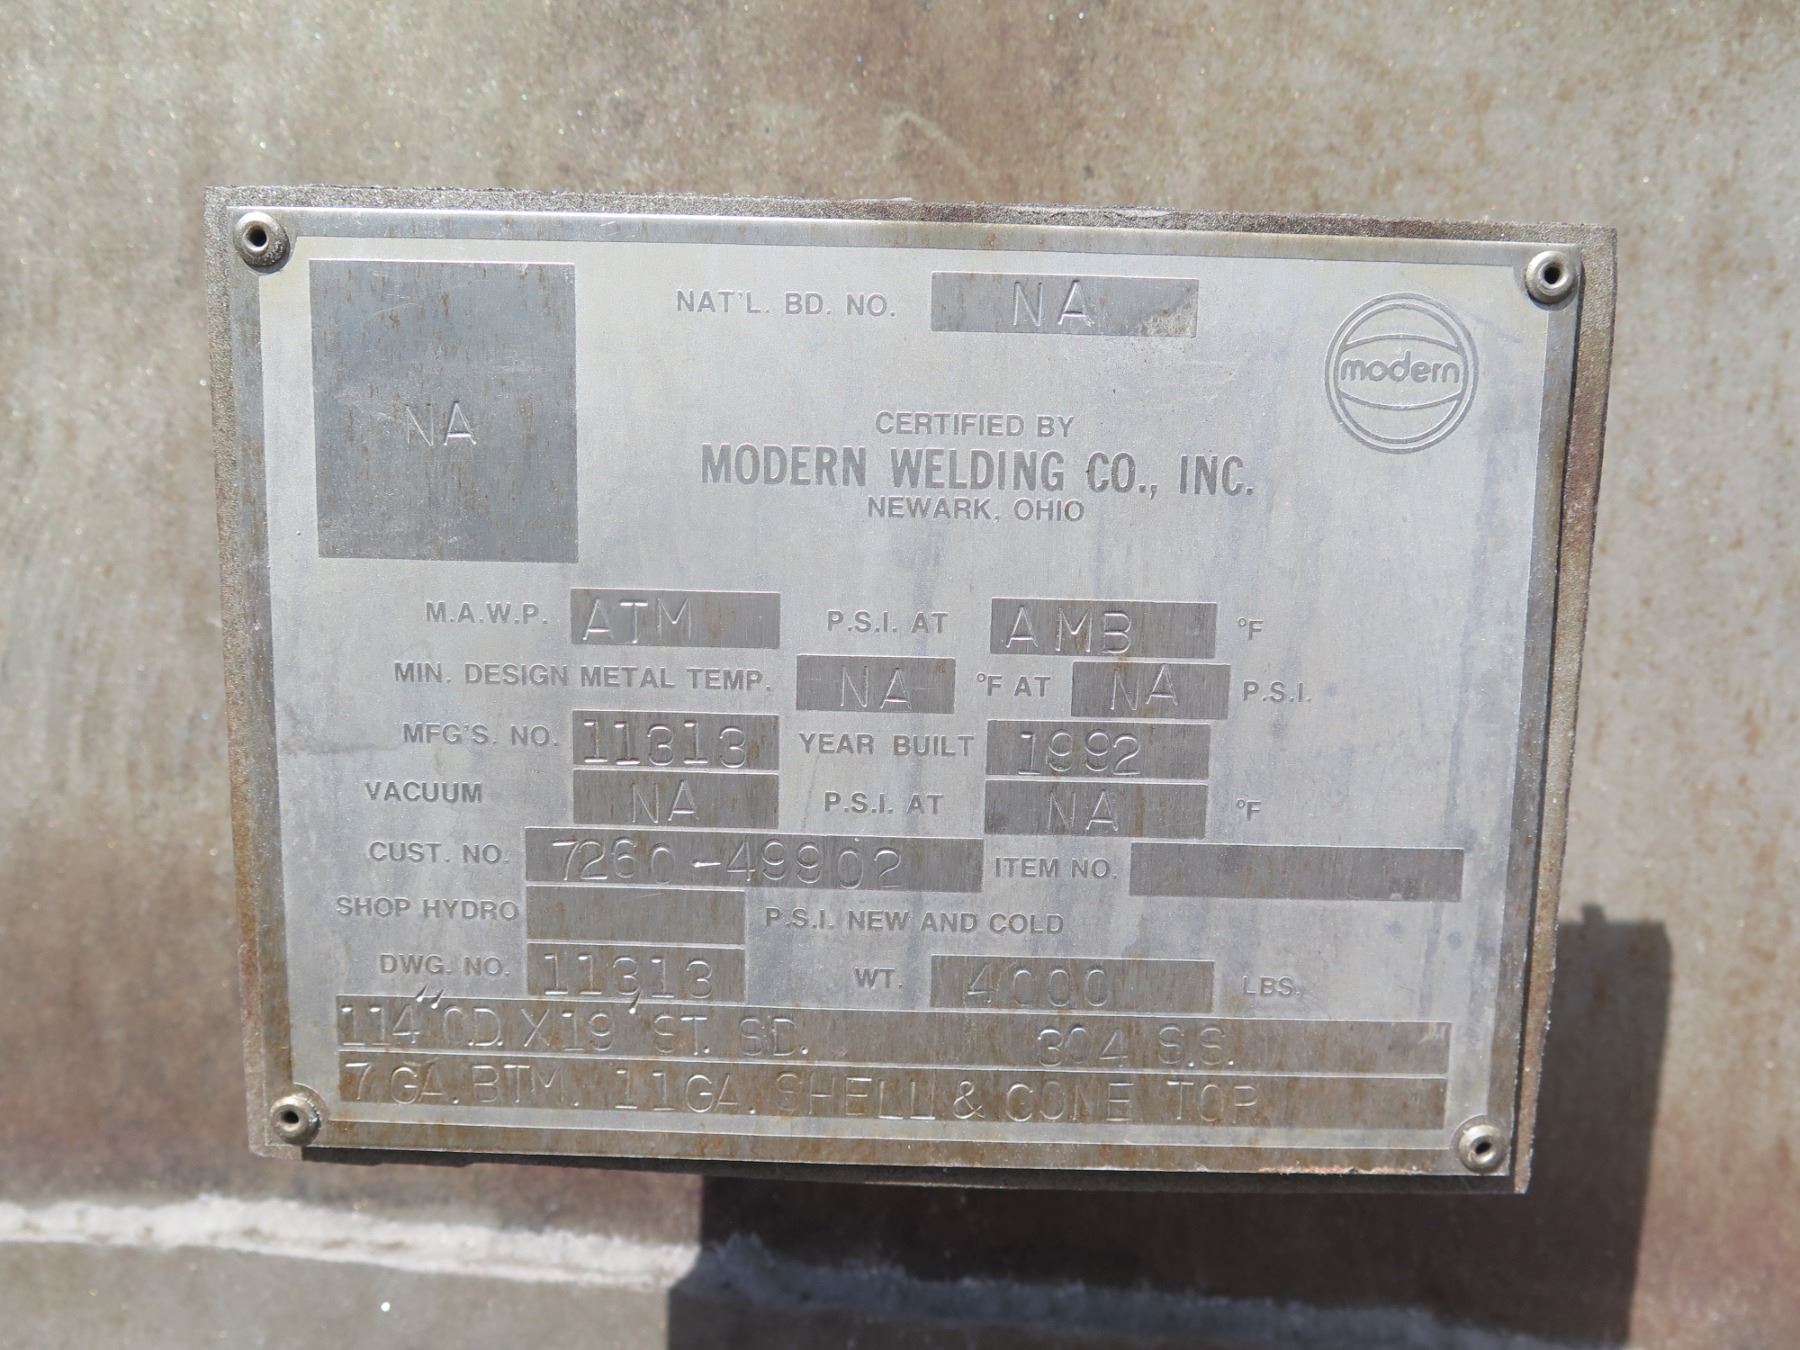 NAT'L. BD. NO. NA
modern
NA
CERTIFIED BY
MODERN WELDING CO., INC.
NEWARK, OHIO
M.A.W.P. ATM P.S.I. AT AMB °F
MIN. DESIGN METAL TEMP. NA °F AT NA P.S.I.
MFG'S. NO. 11313 YEAR BUILT 1992
VACUUM NA P.S.I. AT NA °F
CUST. NO. 7260-49902 ITEM NO.
SHOP HYDRO P.S.I. NEW AND COLD
DWG. NO. 11313 WT. 4000 LBS.
114" OD. X 19' ST. SD. 304 S.S.
7 GA. BTM. 11 GA. SHELL & CONE TOP